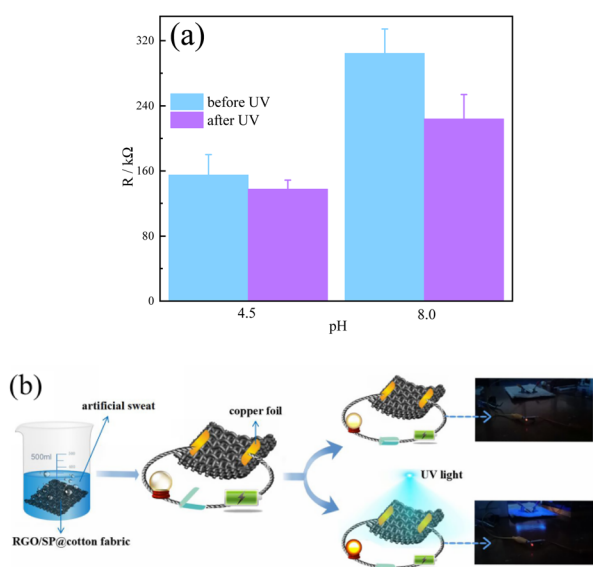 (a)
320
240
160
80
0
R / kΩ
before UV
after UV
4.5
8.0
pH
(b)
artificial sweat
500ml
RGO/SP@cotton fabric
copper foil
UV light